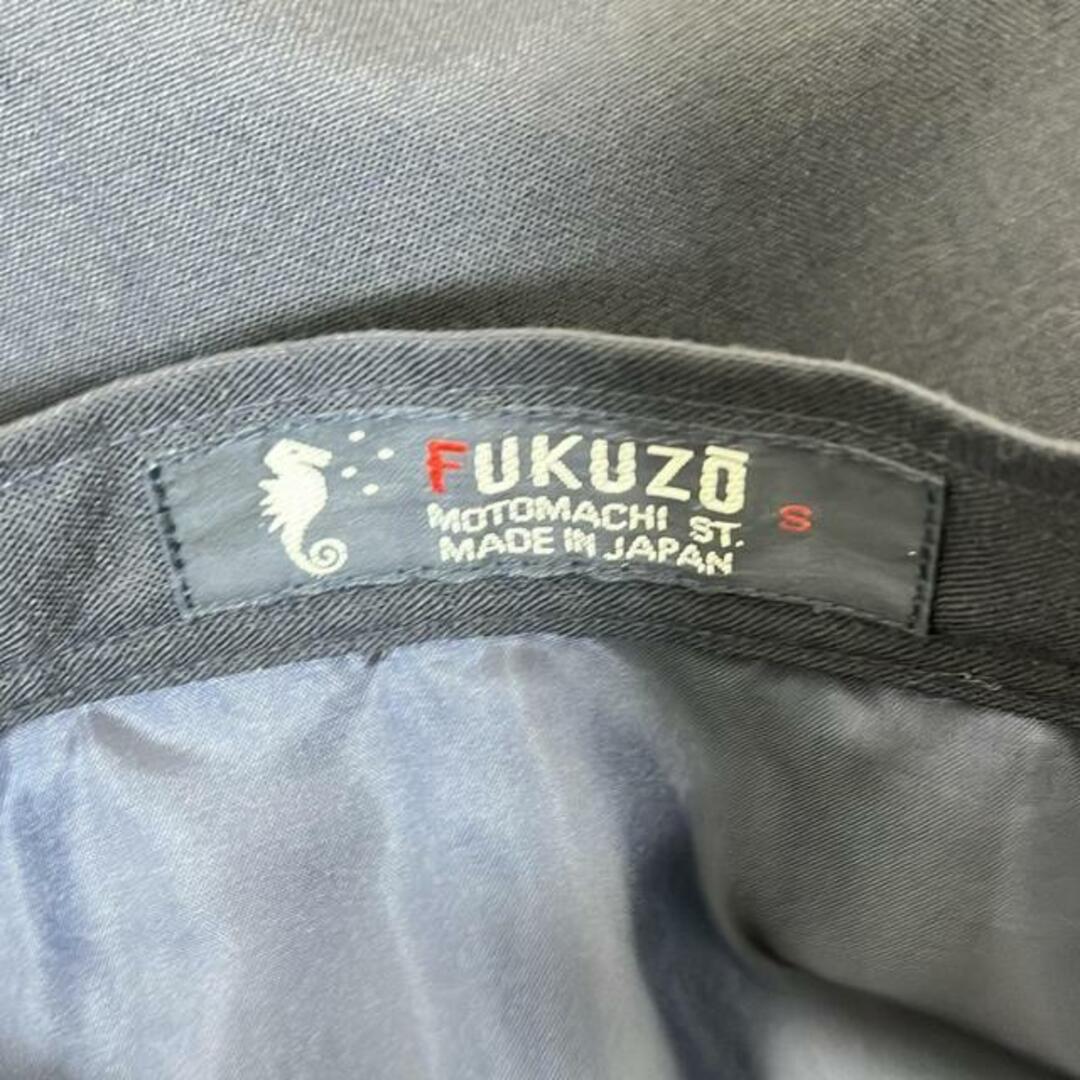 FUKUZŌ
MOTOMACHI ST.
MADE IN JAPAN
S